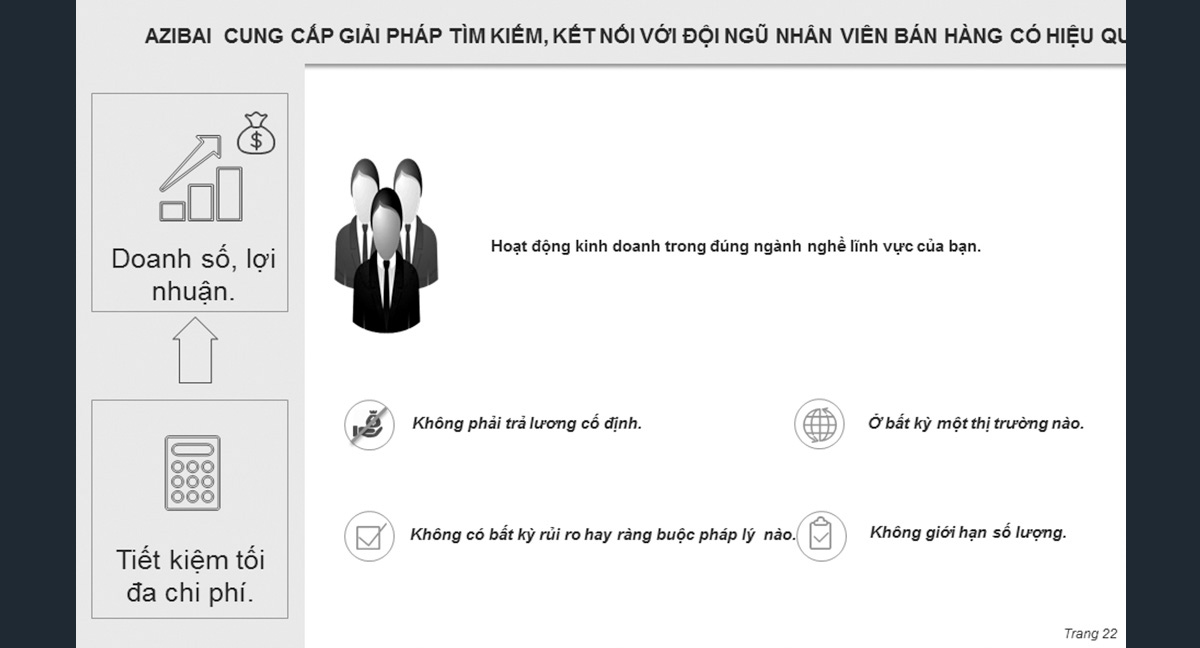 AZIBAI CUNG CẤP GIẢI PHÁP TÌM KIẾM, KẾT NỐI VỚI ĐỘI NGŨ NHÂN VIÊN BÁN HÀNG CÓ HIỆU
$
Doanh số, lợi
nhuận.
Hoạt động kinh doanh trong đúng ngành nghề lĩnh vực của bạn.
Không phải trả lương cố định.
Ở bất kỳ một thị trường nào.
Không có bất kỳ rủi ro hay ràng buộc pháp lý nào.
Không giới hạn số lượng.
Tiết kiệm tối
đa chi phí.
Trang 22